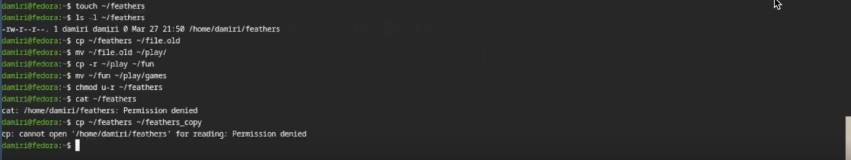 damiri@fedora:~$ touch ~/feathers
damiri@fedora:~$ ls -l ~/feathers
-rw-r--r--. 1 damiri damiri 0 Mar 27 21:50 /home/damiri/feathers
damiri@fedora:~$ cp ~/feathers ~/file.old
damiri@fedora:~$ mv ~/file.old ~/play/
damiri@fedora:~$ cp -r ~/play ~/fun
damiri@fedora:~$ mv ~/fun ~/play/games
damiri@fedora:~$ chmod u-r ~/feathers
damiri@fedora:~$ cat ~/feathers
cat: /home/damiri/feathers: Permission denied
damiri@fedora:~$ cp ~/feathers ~/feathers_copy
cp: cannot open '/home/damiri/feathers' for reading: Permission denied
damiri@fedora:~$